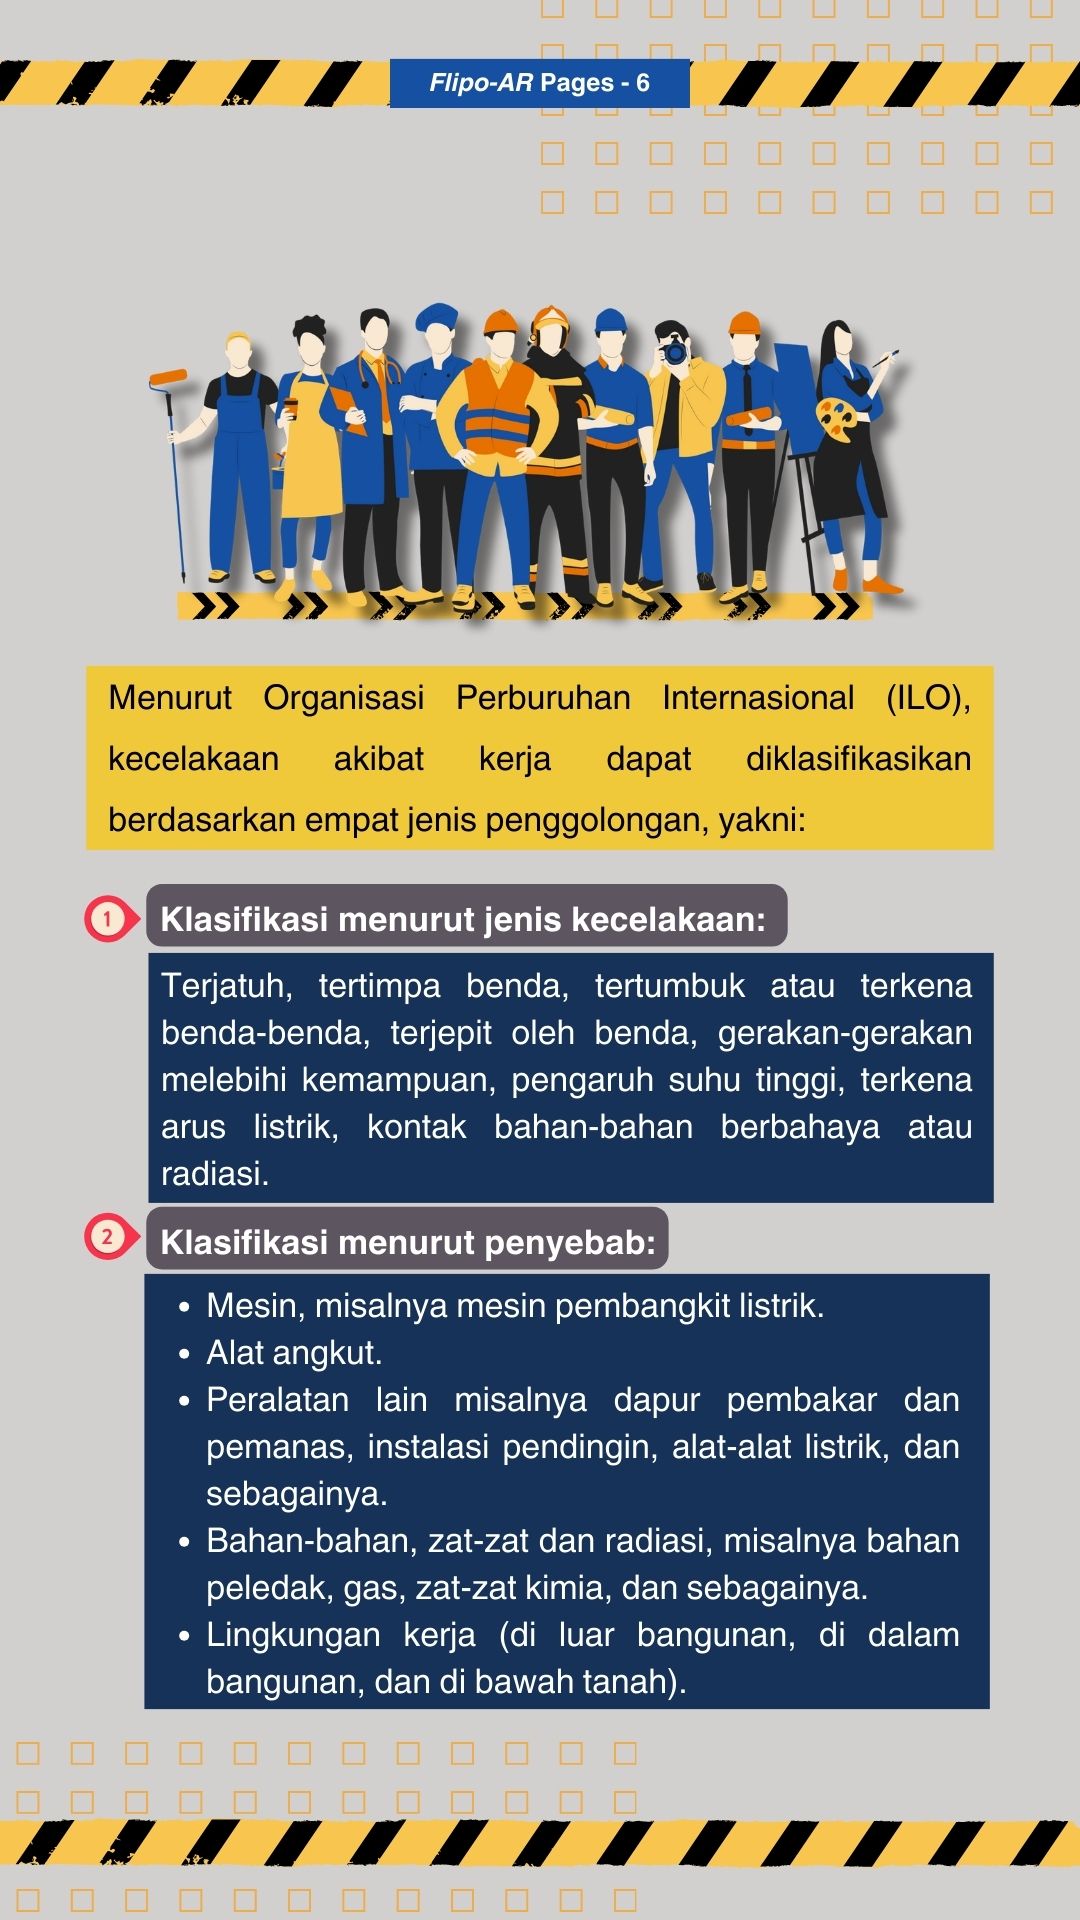 Flipo-AR Pages - 6
Menurut Organisasi Perburuhan Internasional (ILO),
kecelakaan akibat kerja dapat diklasifikasikan
berdasarkan empat jenis penggolongan, yakni:
1
Klasifikasi menurut jenis kecelakaan:
Terjatuh, tertimpa benda, tertumbuk atau terkena
benda-benda, terjepit oleh benda, gerakan-gerakan
melebihi kemampuan, pengaruh suhu tinggi, terkena
arus listrik, kontak bahan-bahan berbahaya atau
radiasi.
2
Klasifikasi menurut penyebab:
• Mesin, misalnya mesin pembangkit listrik.
• Alat angkut.
• Peralatan lain misalnya dapur pembakar dan
pemanas, instalasi pendingin, alat-alat listrik, dan
sebagainya.
• Bahan-bahan, zat-zat dan radiasi, misalnya bahan
peledak, gas, zat-zat kimia, dan sebagainya.
• Lingkungan kerja (di luar bangunan, di dalam
bangunan, dan di bawah tanah).